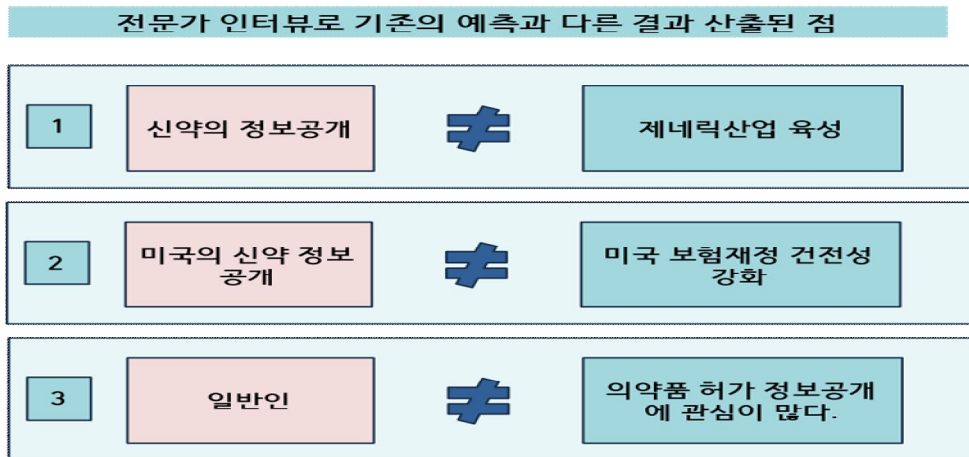 전문가 인터뷰로 기존의 예측과 다른 결과 산출된 점
1
신약의 정보공개
≠
제네릭산업 육성
2
미국의 신약 정보
공개
≠
미국 보험재정 건전성
강화
3
일반인
≠
의약품 허가 정보공개
에 관심이 많다.